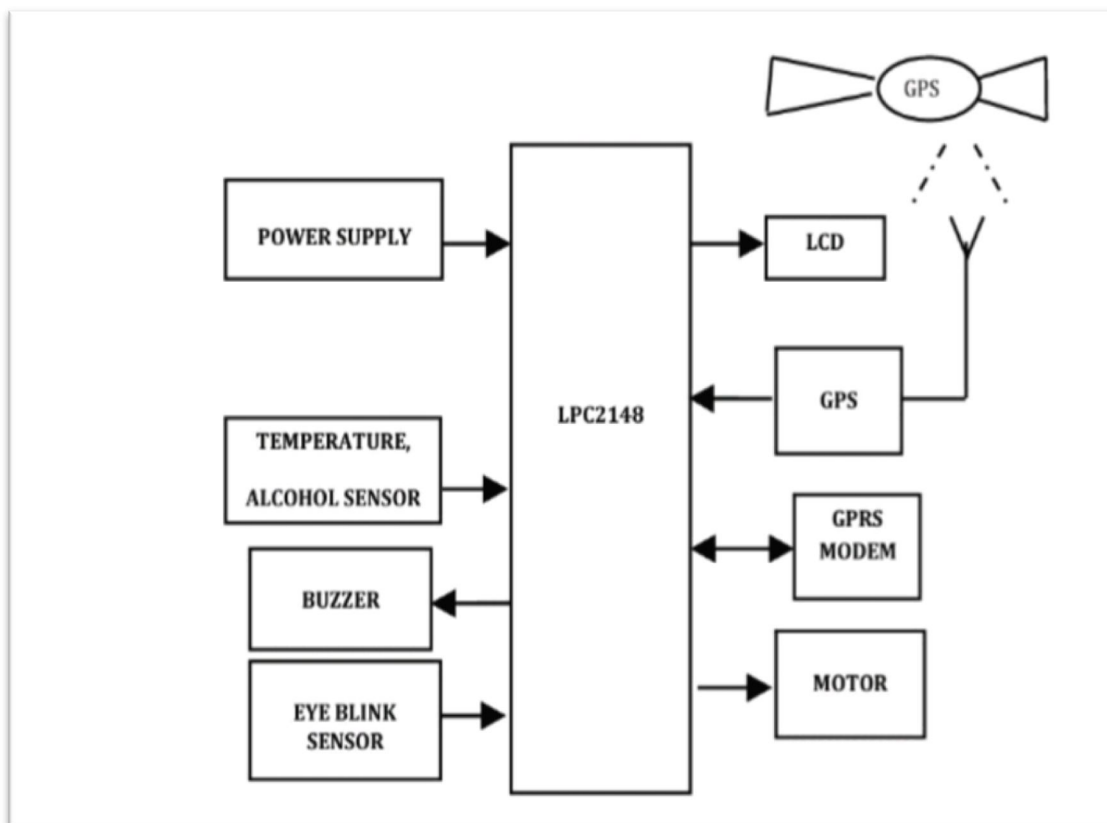 GPS
POWER SUPPLY
LCD
LPC2148
GPS
TEMPERATURE,
ALCOHOL SENSOR
GPRS
MODEM
BUZZER
MOTOR
EYE BLINK
SENSOR